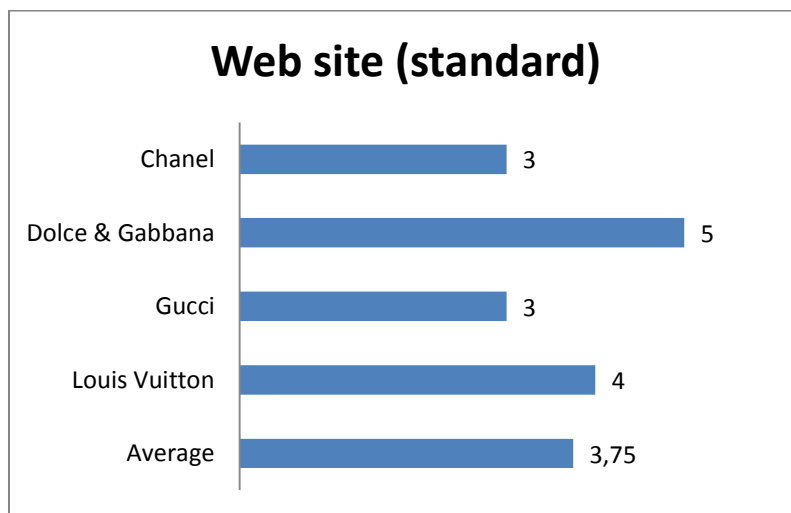 Web site (standard)
Chanel 3
Dolce & Gabbana 5
Gucci 3
Louis Vuitton 4
Average 3,75